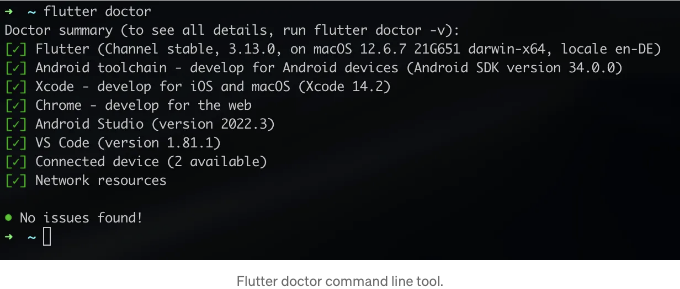 → ~ flutter doctor
Doctor summary (to see all details, run flutter doctor -v):
[✓] Flutter (Channel stable, 3.13.0, on macOS 12.6.7 21G651 darwin-x64, locale en-DE)
[✓] Android toolchain - develop for Android devices (Android SDK version 34.0.0)
[✓] Xcode - develop for iOS and macOS (Xcode 14.2)
[✓] Chrome - develop for the web
[✓] Android Studio (version 2022.3)
[✓] VS Code (version 1.81.1)
[✓] Connected device (2 available)
[✓] Network resources
• No issues found!
→ ~
Flutter doctor command line tool.